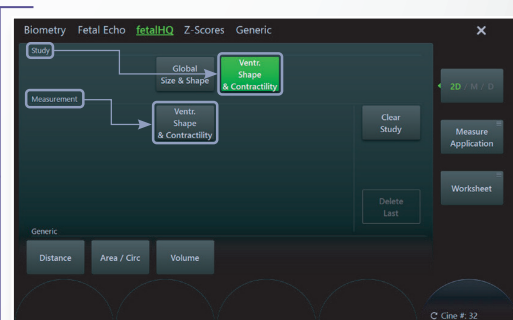 Biometry Fetal Echo fetalHQ Z-Scores Generic
Study
Global
Size & Shape
Ventr.
Shape
& Contractility
2D / M / D
Measurement
Ventr.
Shape
& Contractility
Clear
Study
Measure
Application
Worksheet
Delete
Last
Generic
Distance
Area / Circ
Volume
Cine #: 32